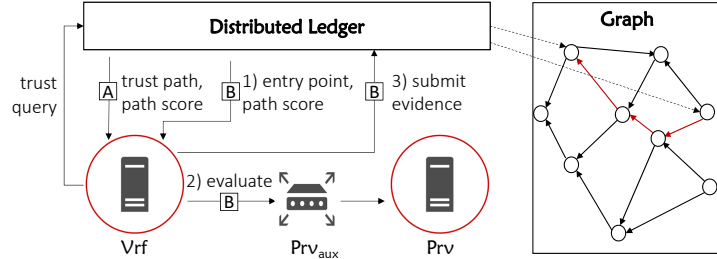 Distributed Ledger
Graph
trust
query
A
trust path,
path score
B
1) entry point,
path score
B
3) submit
evidence
2) evaluate
B
Vrf
Prv_aux
Prv